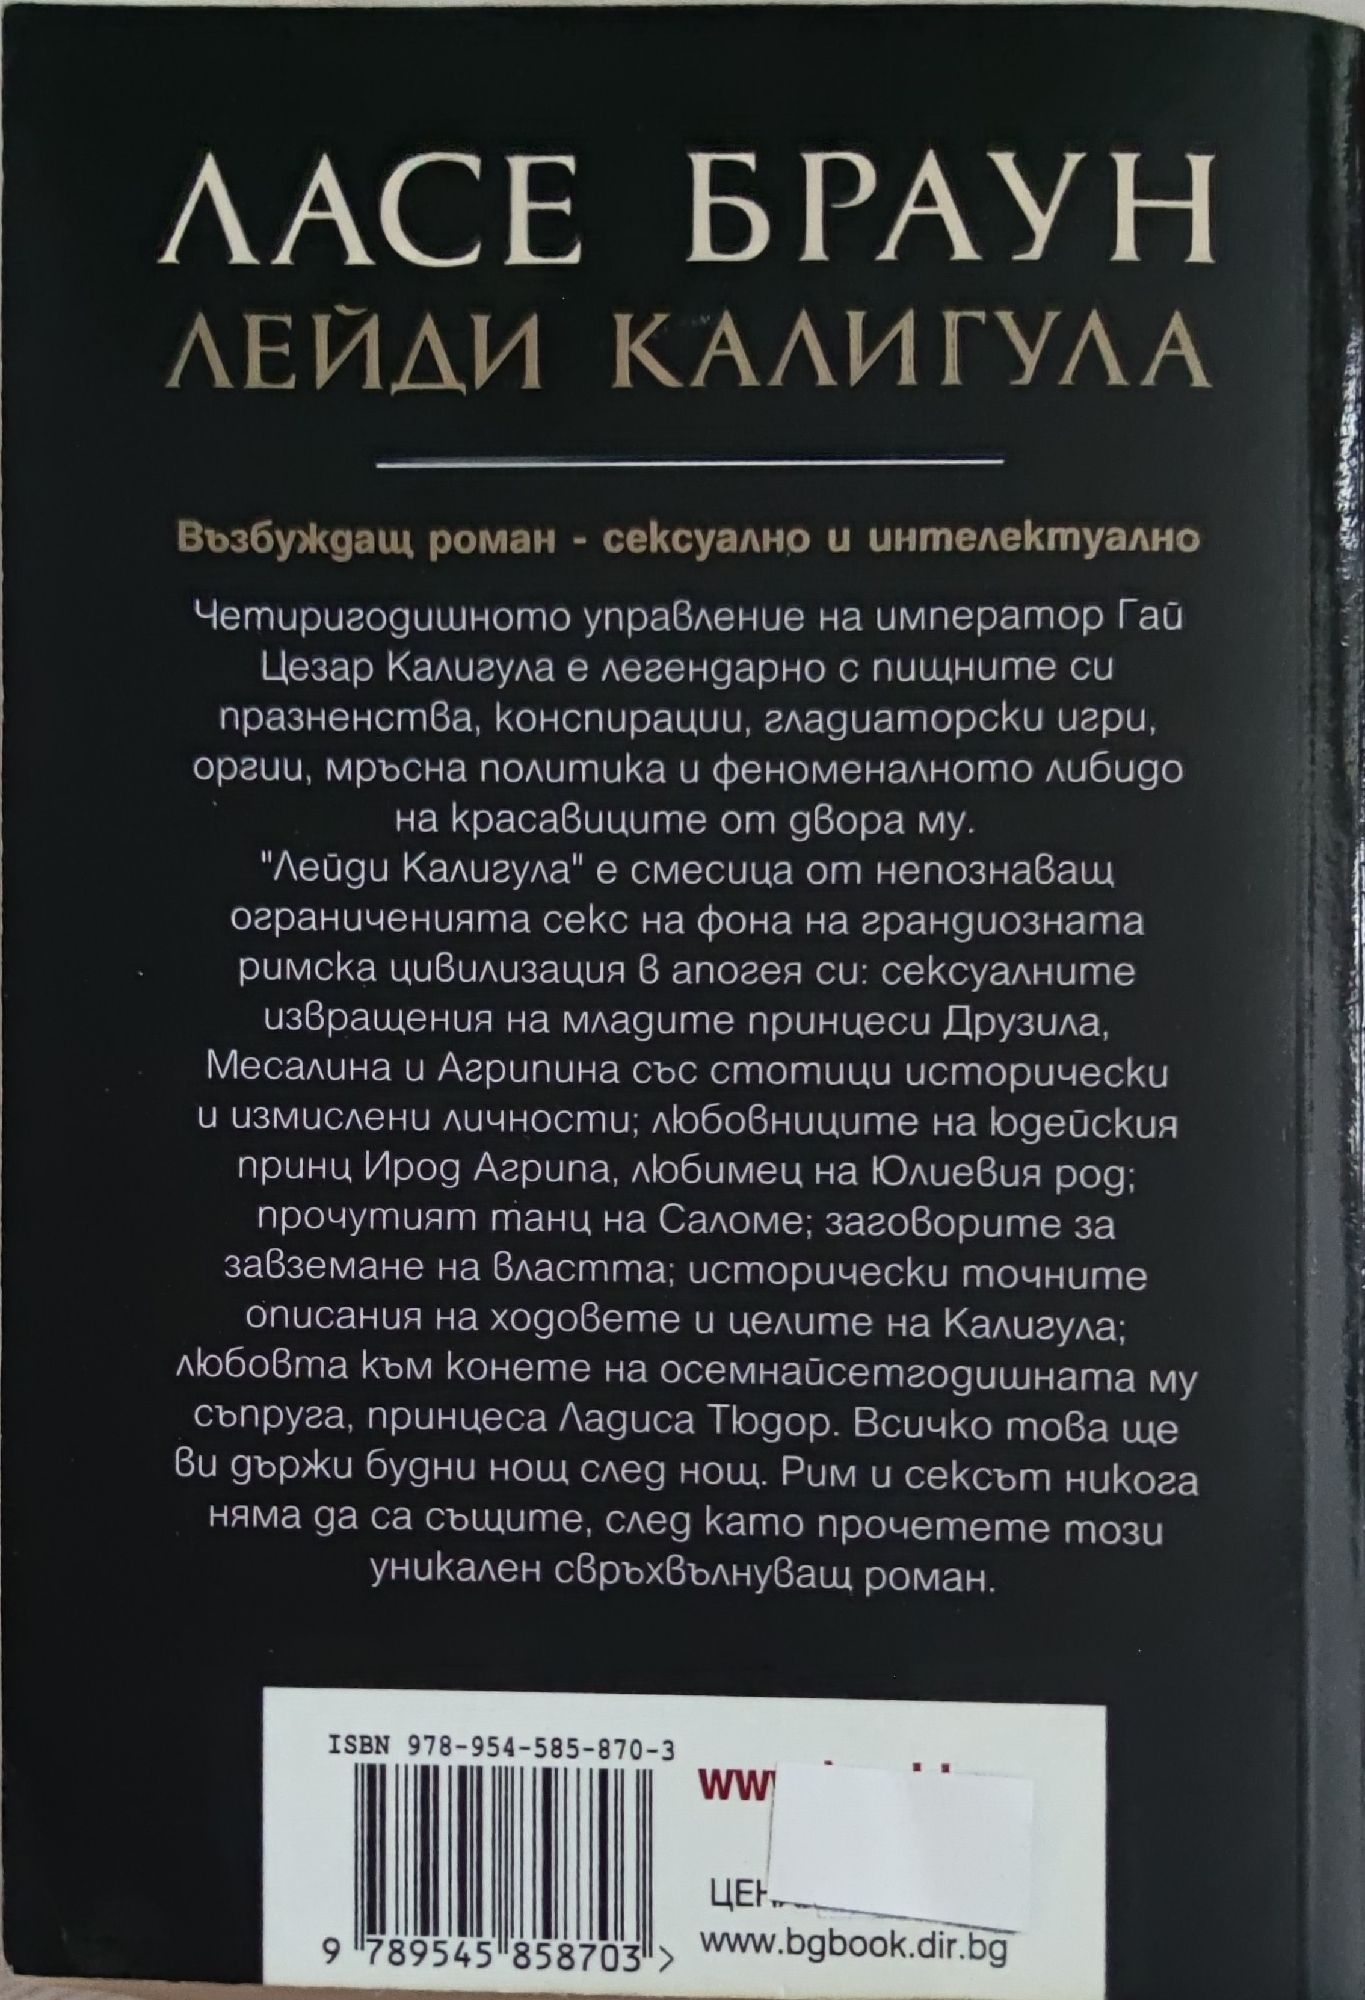 ЛАСЕ БРАУН
ЛЕЙДИ КАЛИГУЛА
Възбуждащ роман - сексуално и интелектуално
Четиригодишното управление на император Гай
Цезар Калигула е легендарно с пищните си
празненства, конспирации, гладиаторски игри,
оргии, мръсна политика и феноменалното либидо
на красавиците от двора му.
"Лейди Калигула" е смесица от непознаващ
ограниченията секс на фона на грандиозната
римска цивилизация в апогея си: сексуалните
извращения на младите принцеси Друзила,
Месалина и Агрипина със стотици исторически
и измислени личности; любовниците на юдейския
принц Ирод Агрипа, любимец на Юлиевия род;
прочутият танц на Саломе; заговорите за
завземане на властта; исторически точните
описания на ходовете и целите на Калигула;
любовта към конете на осемнайсетгодишната му
съпруга, принцеса Ладиса Тюдор. Всичко това ще
ви държи будни нощ след нощ. Рим и сексът никога
няма да са същите, след като прочетете този
уникален свръхвълнуващ роман.
ISBN 978-954-585-870-3
9 789545 858703 >
www.bgbook.dir.bg